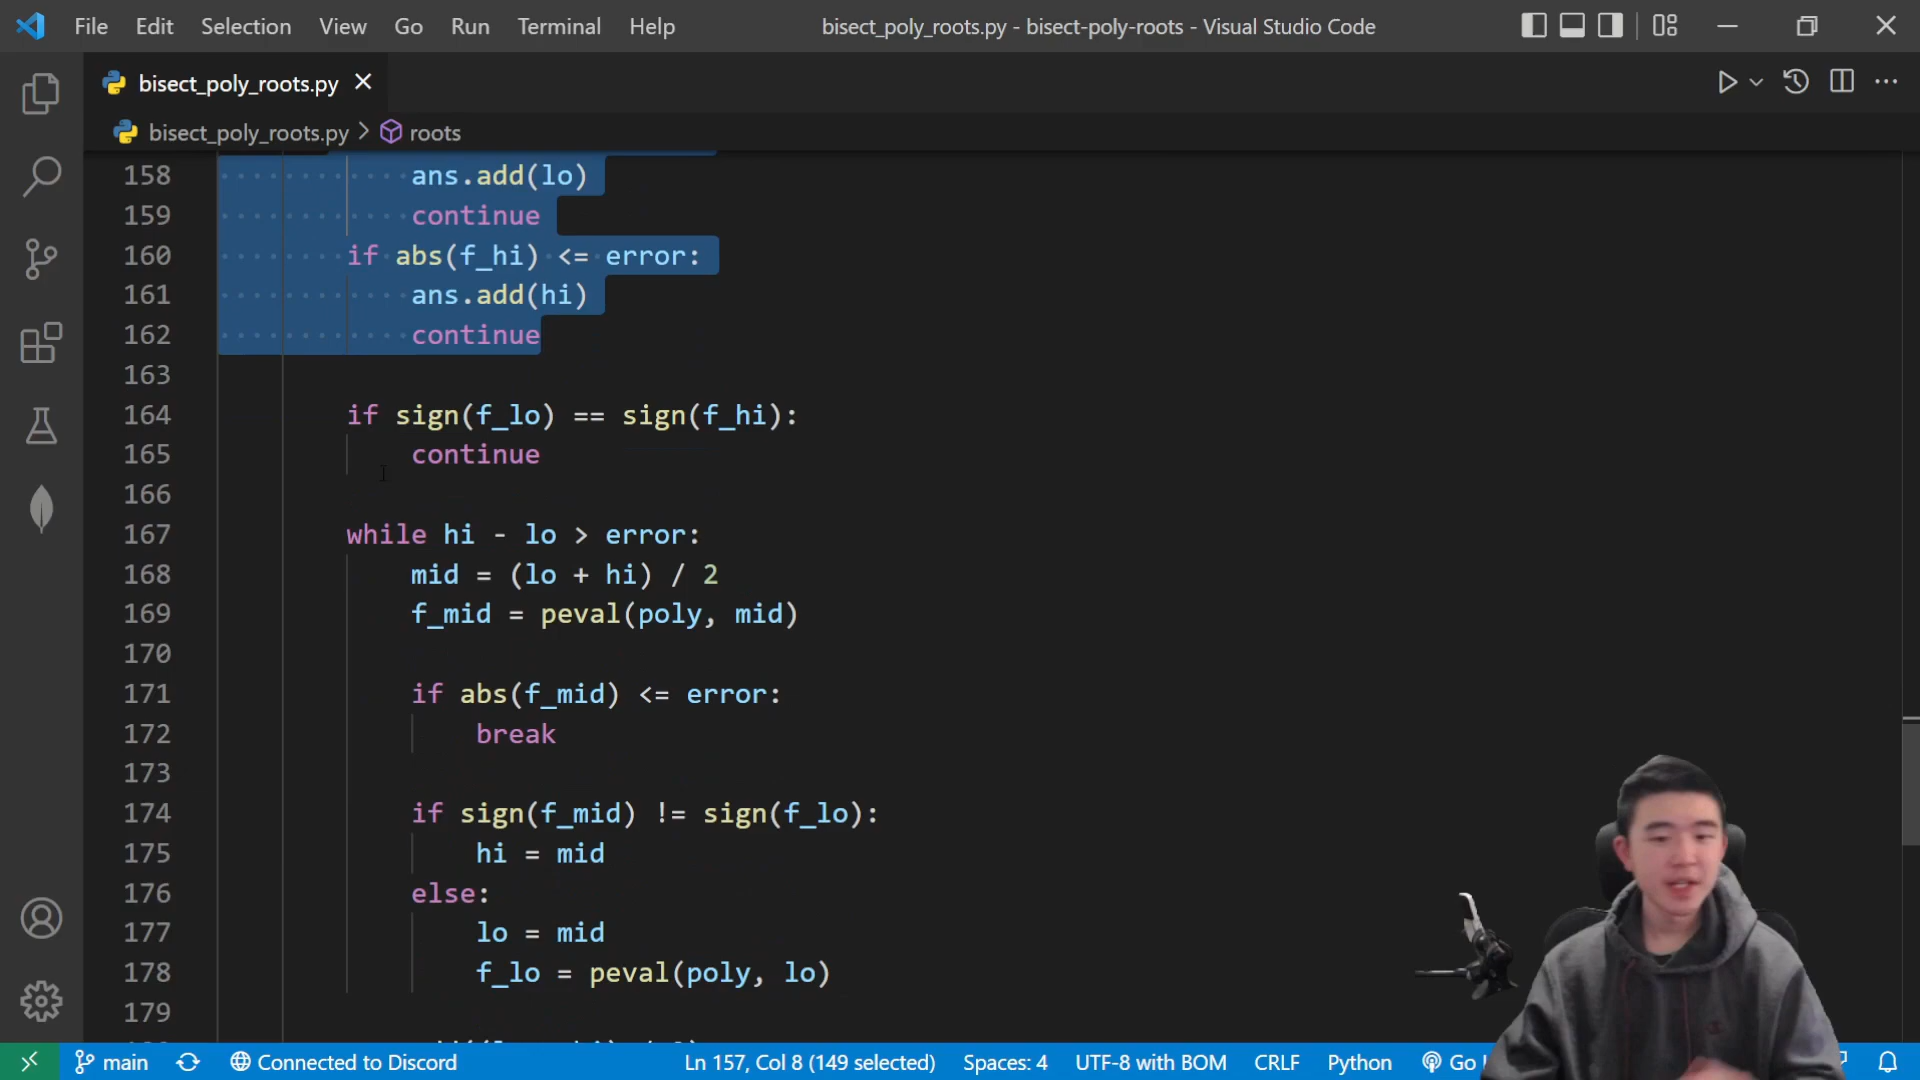 File Edit Selection View Go Run Terminal Help bisect_poly_roots.py - bisect-poly-roots - Visual Studio Code
bisect_poly_roots.py
bisect_poly_roots.py > roots
158 ans.add(lo)
159 continue
160 if abs(f_hi) <= error:
161 ans.add(hi)
162 continue
163
164 if sign(f_lo) == sign(f_hi):
165 continue
166
167 while hi - lo > error:
168 mid = (lo + hi) / 2
169 f_mid = peval(poly, mid)
170
171 if abs(f_mid) <= error:
172 break
173
174 if sign(f_mid) != sign(f_lo):
175 hi = mid
176 else:
177 lo = mid
178 f_lo = peval(poly, lo)
179
main Connected to Discord Ln 157, Col 8 (149 selected) Spaces: 4 UTF-8 with BOM CRLF Python Go